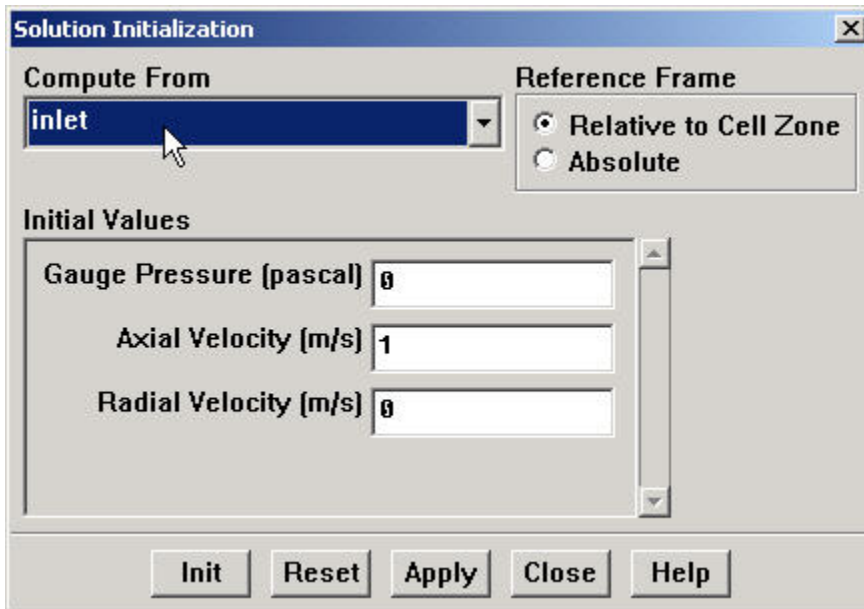 Solution Initialization
Compute From
Reference Frame
inlet
Relative to Cell Zone
Absolute
Initial Values
Gauge Pressure (pascal) 0
Axial Velocity (m/s) 1
Radial Velocity (m/s) 0
Init Reset Apply Close Help